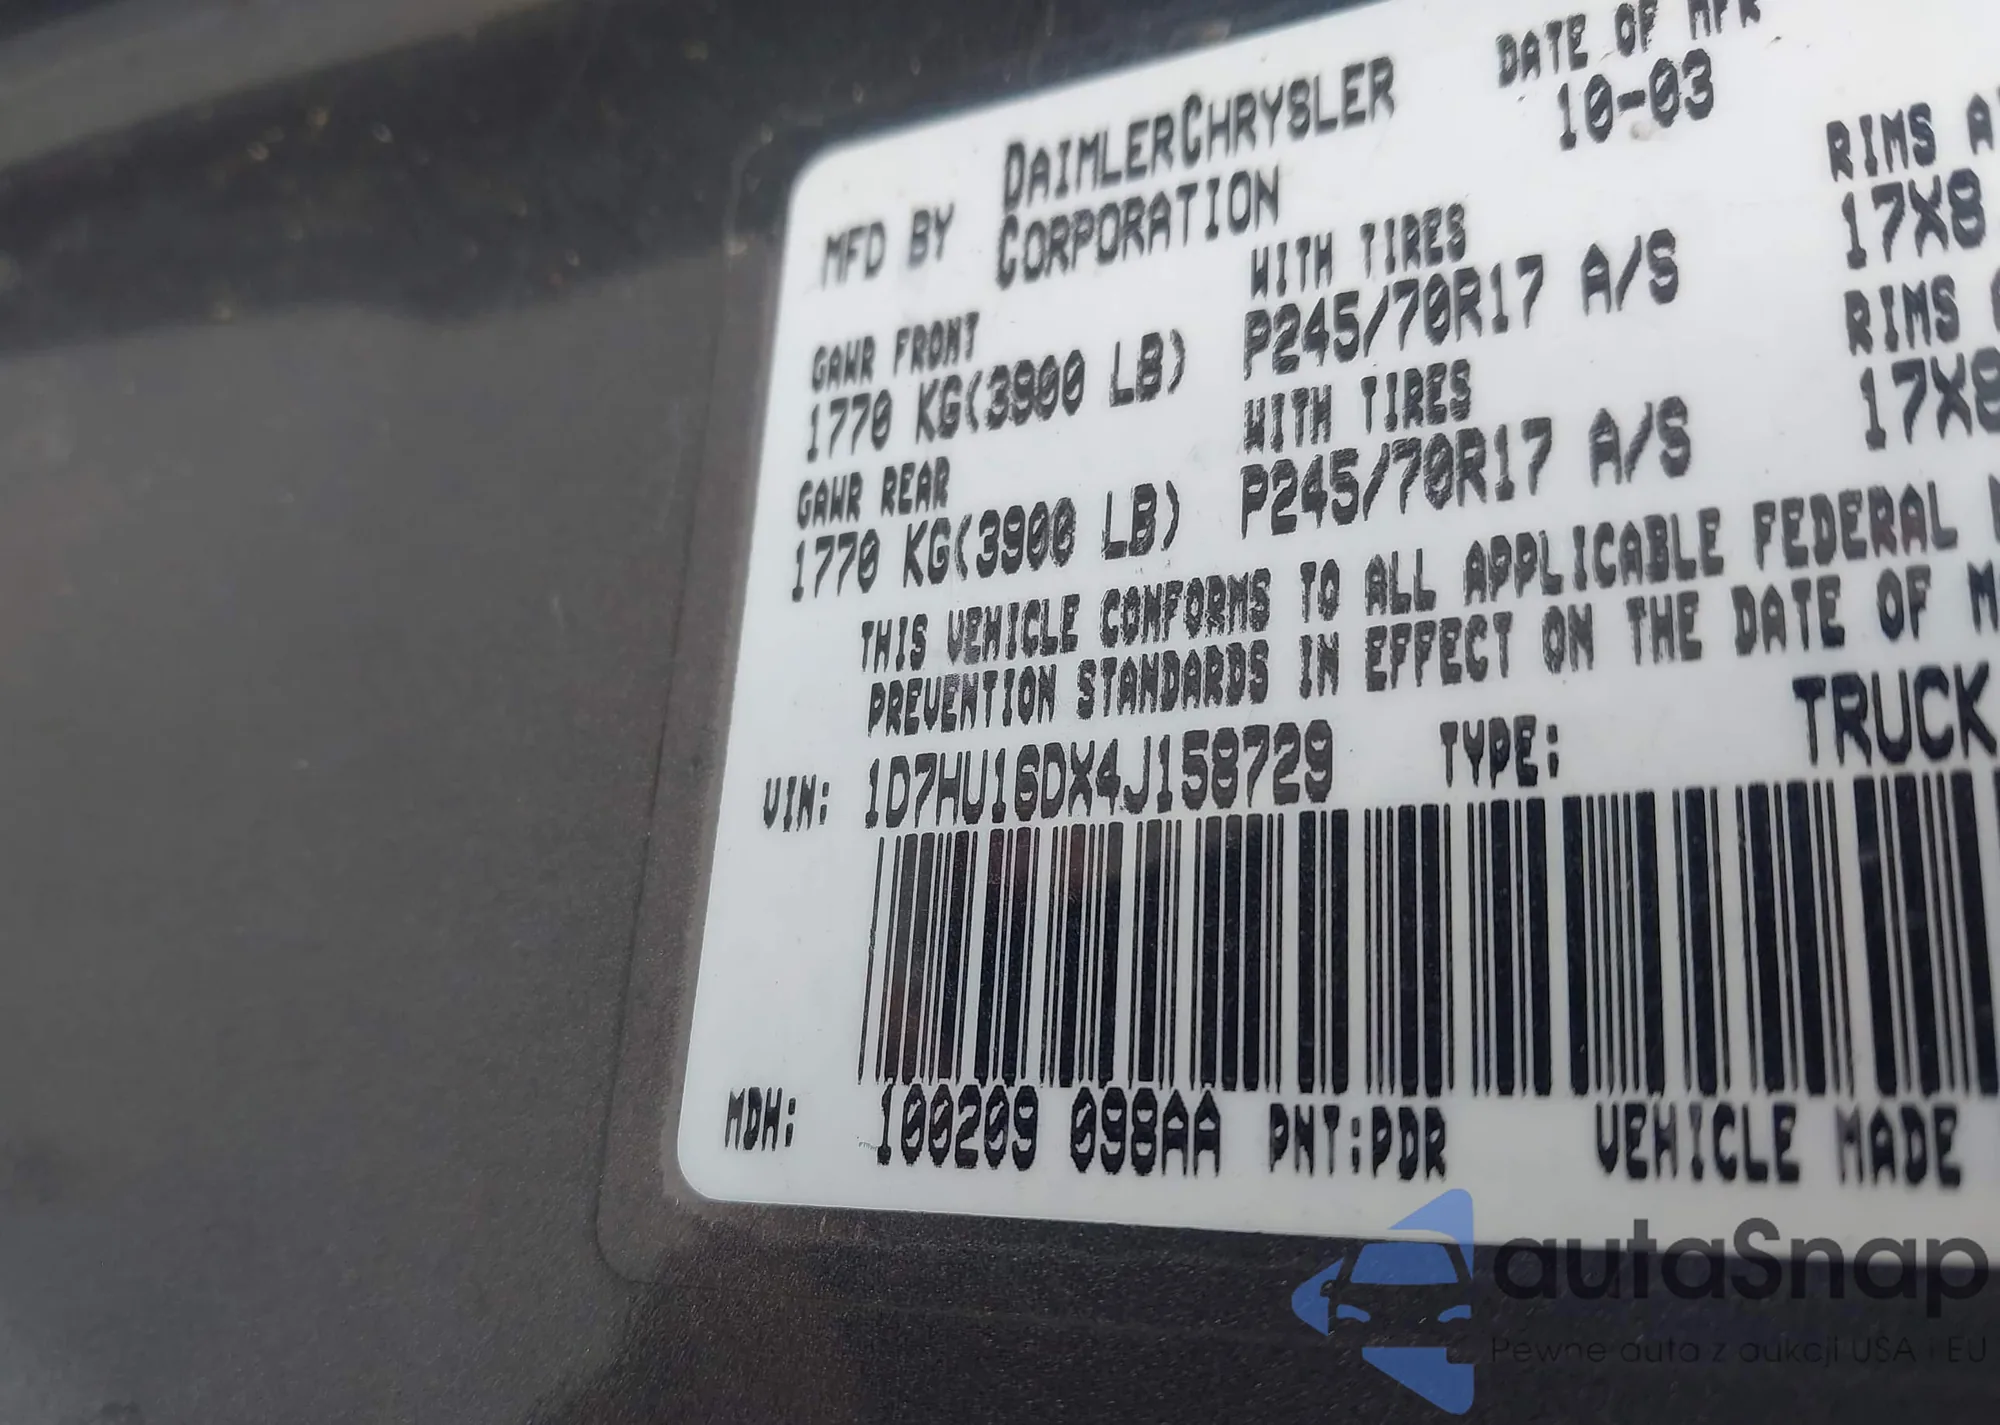 DATE OF MFR
MFD BY DAIMLERCHRYSLER CORPORATION
10-03
GAWR FRONT WITH TIRES RIMS A
1770 KG(3900 LB) P245/70R17 A/S 17X8
GAWR REAR WITH TIRES RIMS
1770 KG(3900 LB) P245/70R17 A/S 17X8
THIS VEHICLE CONFORMS TO ALL APPLICABLE FEDERAL
PREVENTION STANDARDS IN EFFECT ON THE DATE OF M
VIN: 1D7HU16DX4J158729 TYPE: TRUCK
MDH: 100209 098AA PNT:PDR VEHICLE MADE
autaSnap
Pewne auta z aukcji USA i EU